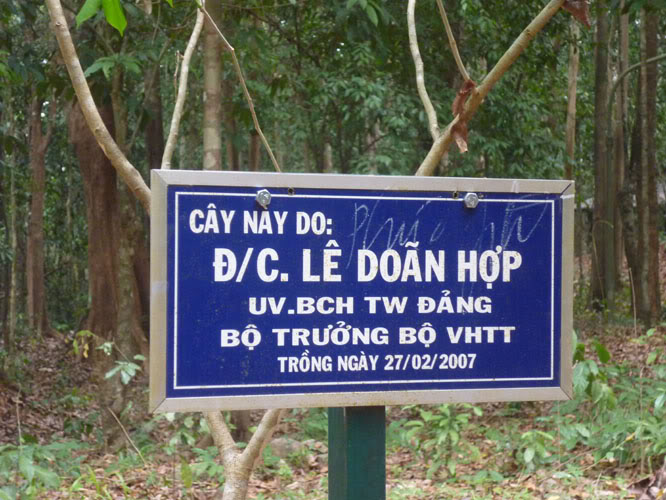 CÂY NÀY DO:
Đ/C. LÊ DOÃN HỢP
UV.BCH TW ĐẢNG
BỘ TRƯỞNG BỘ VHTT
TRỒNG NGÀY 27/02/2007